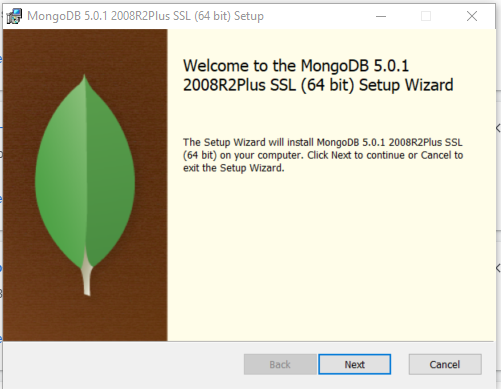 MongoDB 5.0.1 2008R2Plus SSL (64 bit) Setup
Welcome to the MongoDB 5.0.1
2008R2Plus SSL (64 bit) Setup Wizard
The Setup Wizard will install MongoDB 5.0.1 2008R2Plus SSL
(64 bit) on your computer. Click Next to continue or Cancel to
exit the Setup Wizard.
Back
Next
Cancel